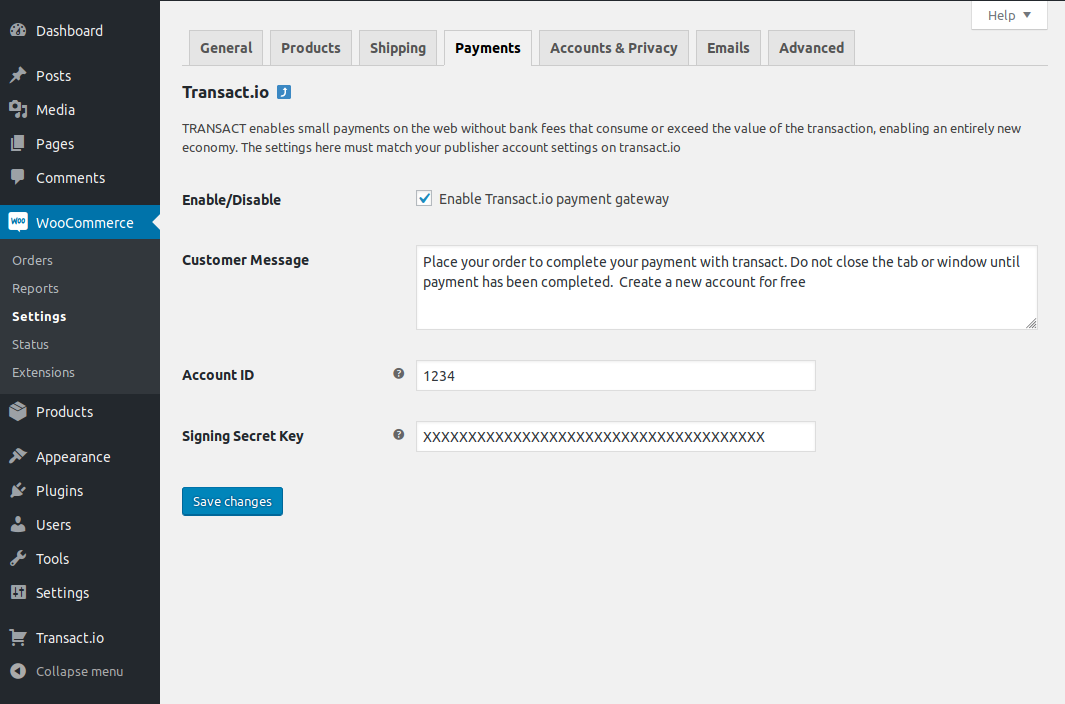 Help
Dashboard
Posts
Media
Pages
Comments
WOO WooCommerce
Orders
Reports
Settings
Status
Extensions
Products
Appearance
Plugins
Users
Tools
Settings
Transact.io
Collapse menu
General Products Shipping Payments Accounts & Privacy Emails Advanced
Transact.io
TRANSACT enables small payments on the web without bank fees that consume or exceed the value of the transaction, enabling an entirely new
economy. The settings here must match your publisher account settings on transact.io
Enable/Disable Enable Transact.io payment gateway
Customer Message Place your order to complete your payment with transact. Do not close the tab or window until
payment has been completed.  Create a new account for free
Account ID ? 1234
Signing Secret Key ? XXXXXXXXXXXXXXXXXXXXXXXXXXXXXXXXXXXXXX
Save changes